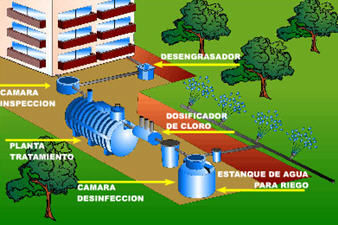 DESENGRASADOR
CAMARA
INSPECCION
DOSIFICADOR
DE CLORO
PLANTA
TRATAMIENTO
ESTANQUE DE AGUA
PARA RIEGO
CAMARA
DESINFECCION